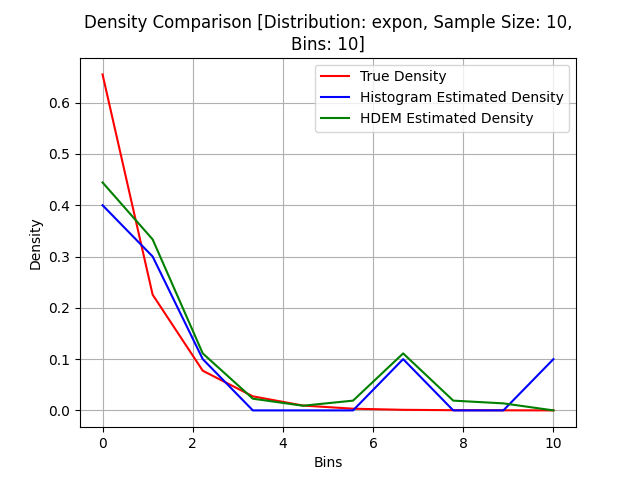 Density Comparison [Distribution: expon, Sample Size: 10,
Bins: 10]
True Density
Histogram Estimated Density
HDEM Estimated Density
Density
0.6
0.5
0.4
0.3
0.2
0.1
0.0
0 2 4 6 8 10
Bins